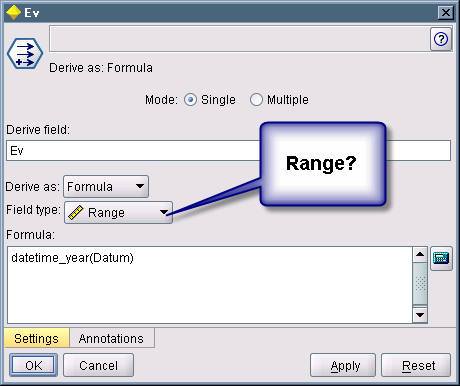 Ev
Derive as: Formula
Mode: Single Multiple
Derive field:
Ev
Range?
Derive as: Formula
Field type: Range
Formula:
datetime_year(Datum)
Settings Annotations
OK Cancel Apply Reset